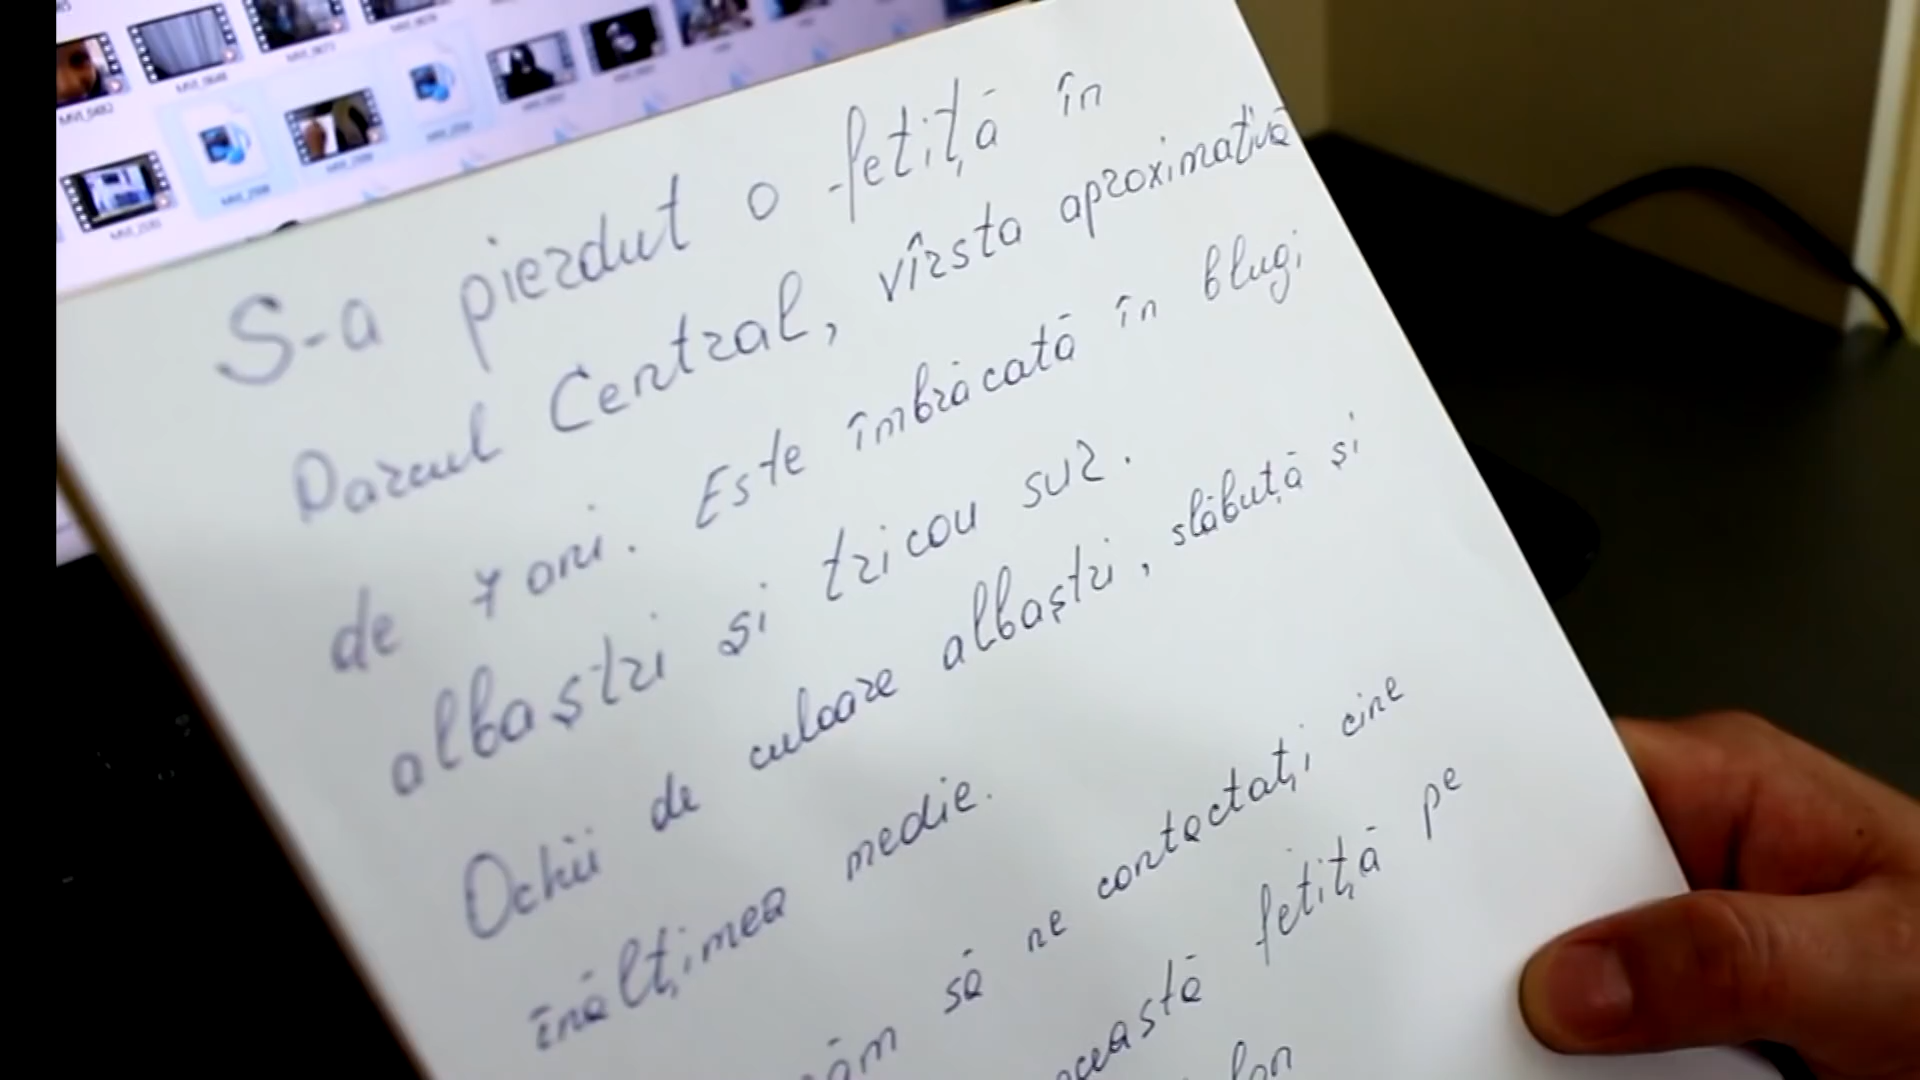 S-a pierdut o fetiță în
Parcul Central, vîrsta aproximativă
de 7 ani. Este îmbrăcată în blugi
albaștri și tricou sur.
Ochii de culoare albaștri, slăbuță și
înălțimea medie.
să ne contactați cine
această fetiță pe